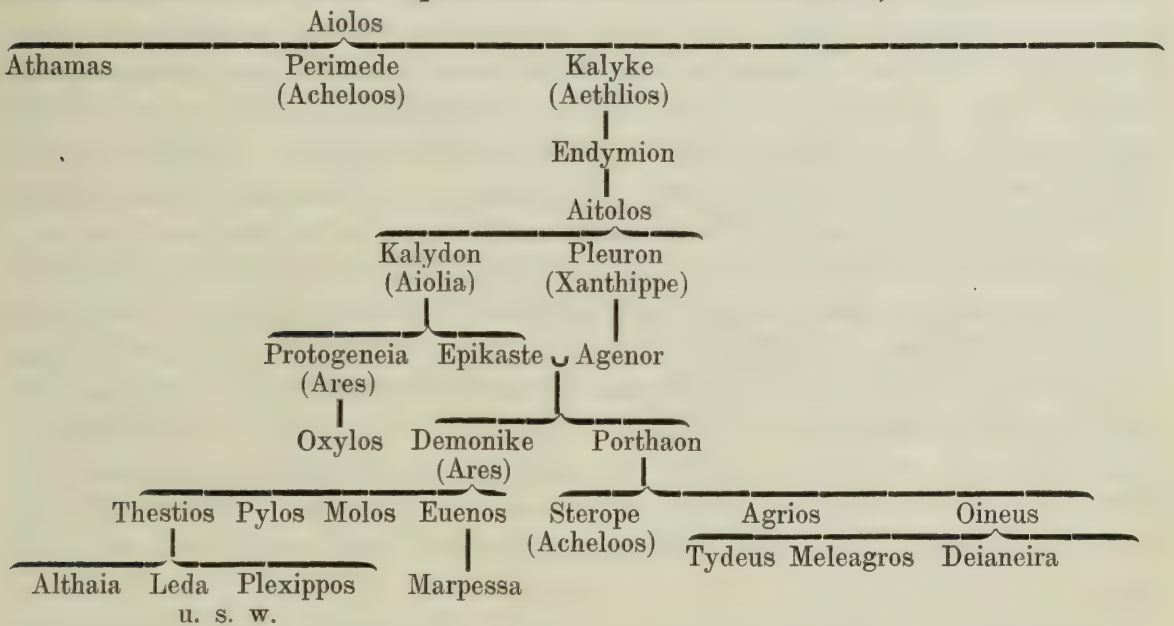 Aiolos
Athamas Perimede Kalyke
(Acheloos) (Aethlios)
Endymion
Aitolos
Kalydon Pleuron
(Aiolia) (Xanthippe)
Protogeneia Epikaste ᴗ Agenor
(Ares)
Oxylos Demonike Porthaon
(Ares)
Thestios Pylos Molos Euenos Sterope Agrios Oineus
(Acheloos)
Tydeus Meleagros Deianeira
Althaia Leda Plexippos Marpessa
u. s. w.